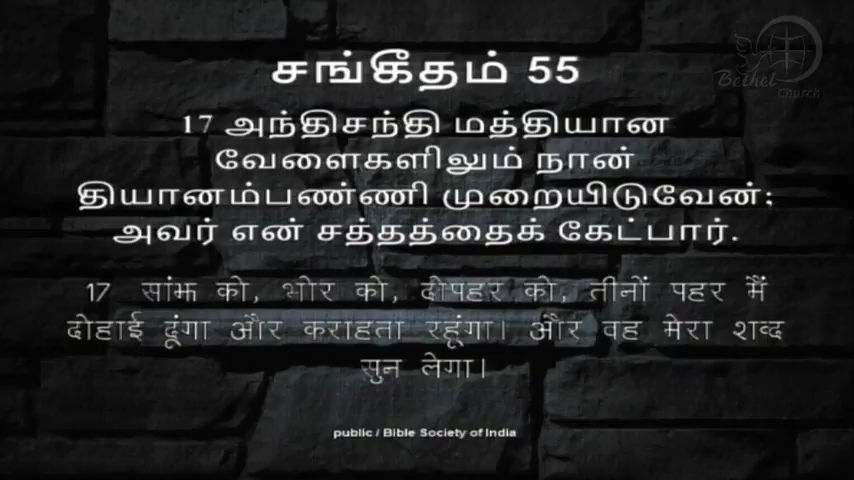 Bethel
Church
சங்கீதம் 55
17 அந்திசந்தி மத்தியான
வேளைகளிலும் நான்
தியானம்பண்ணி முறையிடுவேன்;
அவர் என் சத்தத்தைக் கேட்பார்.
17 सांझ को, भोर को, दोपहर को, तीनों पहर मैं
दोहाई दूंगा और कराहता रहूंगा। और वह मेरा शब्द
सुन लेगा।
public / Bible Society of India